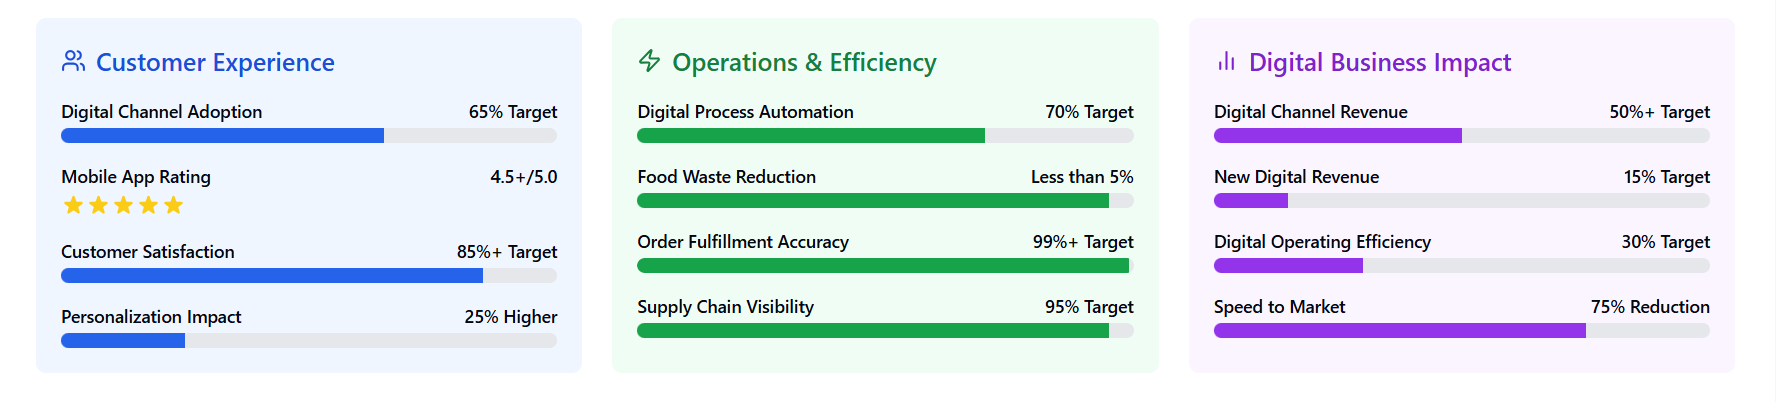 Customer Experience
Digital Channel Adoption 65% Target
Mobile App Rating 4.5+/5.0
Customer Satisfaction 85%+ Target
Personalization Impact 25% Higher
Operations & Efficiency
Digital Process Automation 70% Target
Food Waste Reduction Less than 5%
Order Fulfillment Accuracy 99%+ Target
Supply Chain Visibility 95% Target
Digital Business Impact
Digital Channel Revenue 50%+ Target
New Digital Revenue 15% Target
Digital Operating Efficiency 30% Target
Speed to Market 75% Reduction